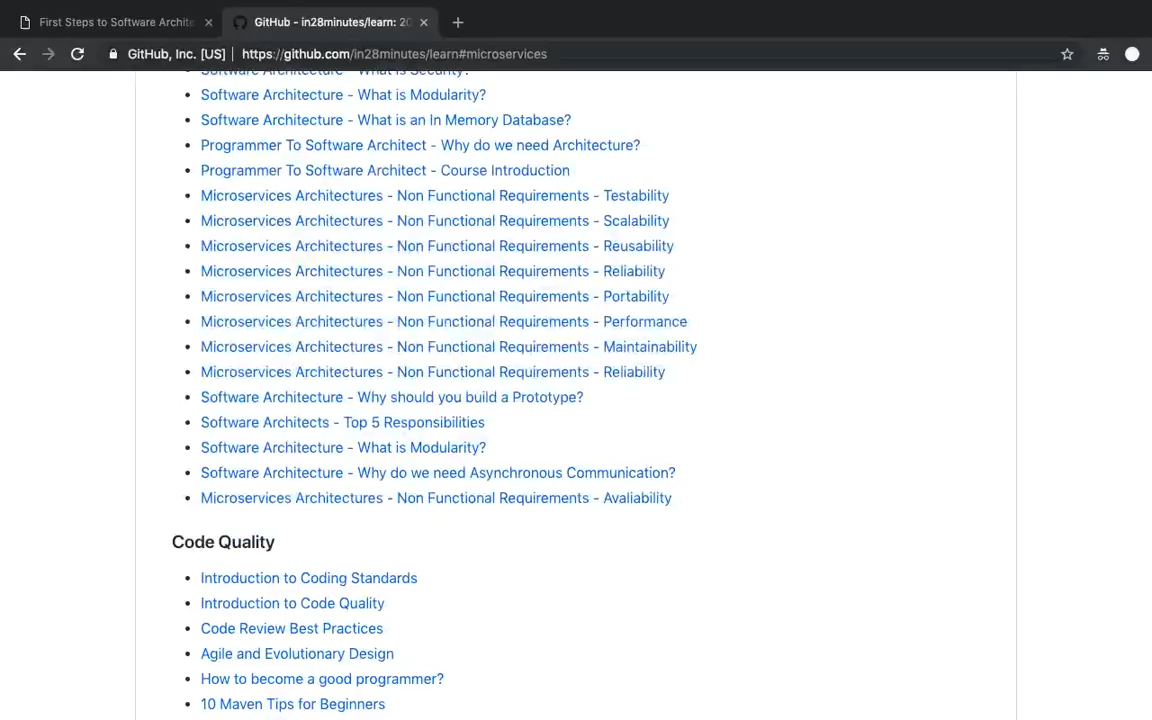 First Steps to Software Archite
GitHub - in28minutes/learn: 20
GitHub, Inc. [US] | https://github.com/in28minutes/learn#microservices
Software Architecture - What is Security?
Software Architecture - What is Modularity?
Software Architecture - What is an In Memory Database?
Programmer To Software Architect - Why do we need Architecture?
Programmer To Software Architect - Course Introduction
Microservices Architectures - Non Functional Requirements - Testability
Microservices Architectures - Non Functional Requirements - Scalability
Microservices Architectures - Non Functional Requirements - Reusability
Microservices Architectures - Non Functional Requirements - Reliability
Microservices Architectures - Non Functional Requirements - Portability
Microservices Architectures - Non Functional Requirements - Performance
Microservices Architectures - Non Functional Requirements - Maintainability
Microservices Architectures - Non Functional Requirements - Reliability
Software Architecture - Why should you build a Prototype?
Software Architects - Top 5 Responsibilities
Software Architecture - What is Modularity?
Software Architecture - Why do we need Asynchronous Communication?
Microservices Architectures - Non Functional Requirements - Avaliability
Code Quality
Introduction to Coding Standards
Introduction to Code Quality
Code Review Best Practices
Agile and Evolutionary Design
How to become a good programmer?
10 Maven Tips for Beginners